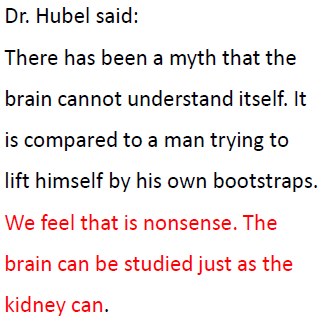 Dr. Hubel said:
There has been a myth that the
brain cannot understand itself. It
is compared to a man trying to
lift himself by his own bootstraps.
We feel that is nonsense. The
brain can be studied just as the
kidney can.